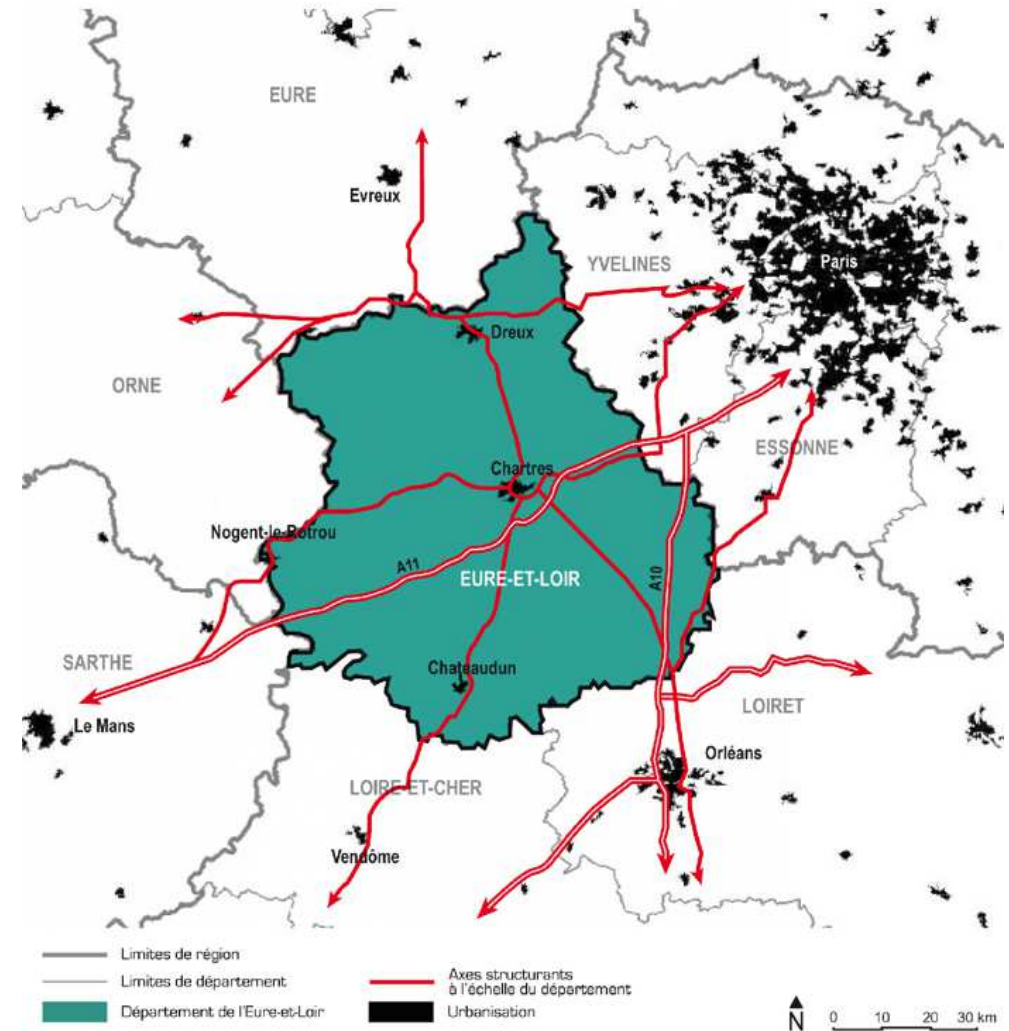 EURE
Evreux
YVELINES
Paris
Dreux
ORNE
ESSONNE
Chartres
Nogent-le-Rotrou
A11
A10
EURE-ET-LOIR
SARTHE
Chateaudun
LOIRET
Le Mans
Orléans
LOIRE-ET-CHER
Vendôme
Limites de région
Limites de département
Département de l'Eure-et-Loir
Axes structurants
à l'échelle du département
Urbanisation
N
0 10 20 30 km